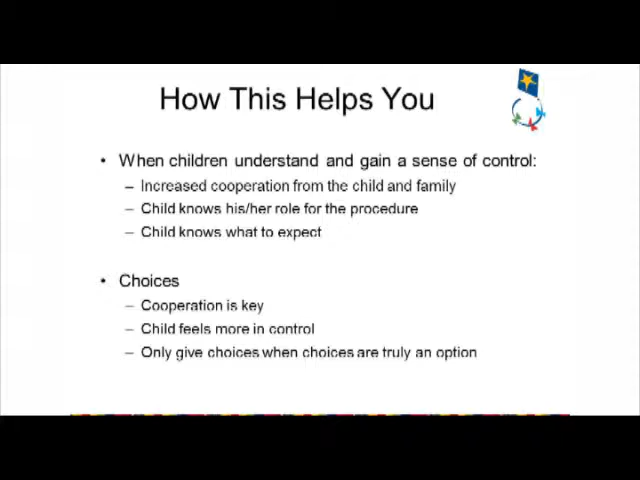 How This Helps You
• When children understand and gain a sense of control:
– Increased cooperation from the child and family
– Child knows his/her role for the procedure
– Child knows what to expect
• Choices
– Cooperation is key
– Child feels more in control
– Only give choices when choices are truly an option